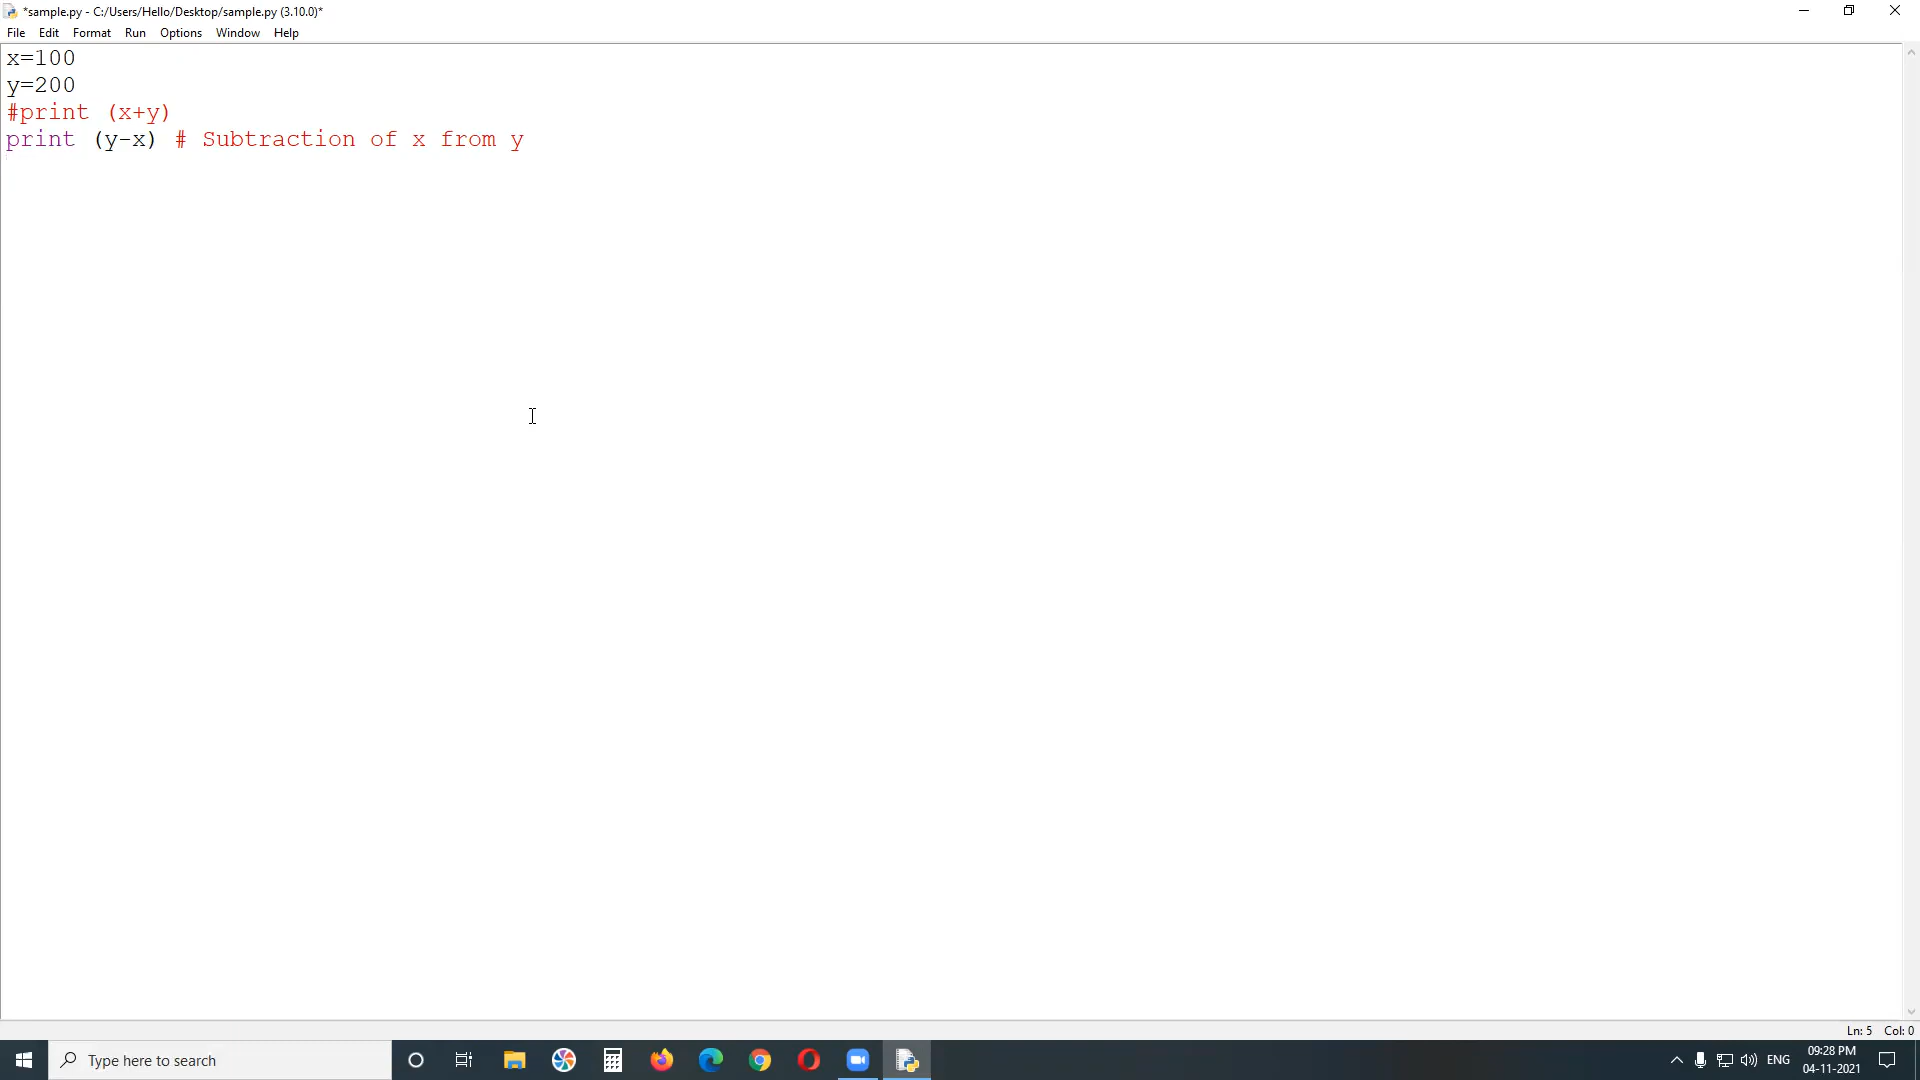 *sample.py - C:/Users/Hello/Desktop/sample.py (3.10.0)*
File Edit Format Run Options Window Help
x=100
y=200
#print (x+y)
print (y-x) # Subtraction of x from y
Ln: 5 Col: 0
Type here to search
ENG
09:28 PM
04-11-2021